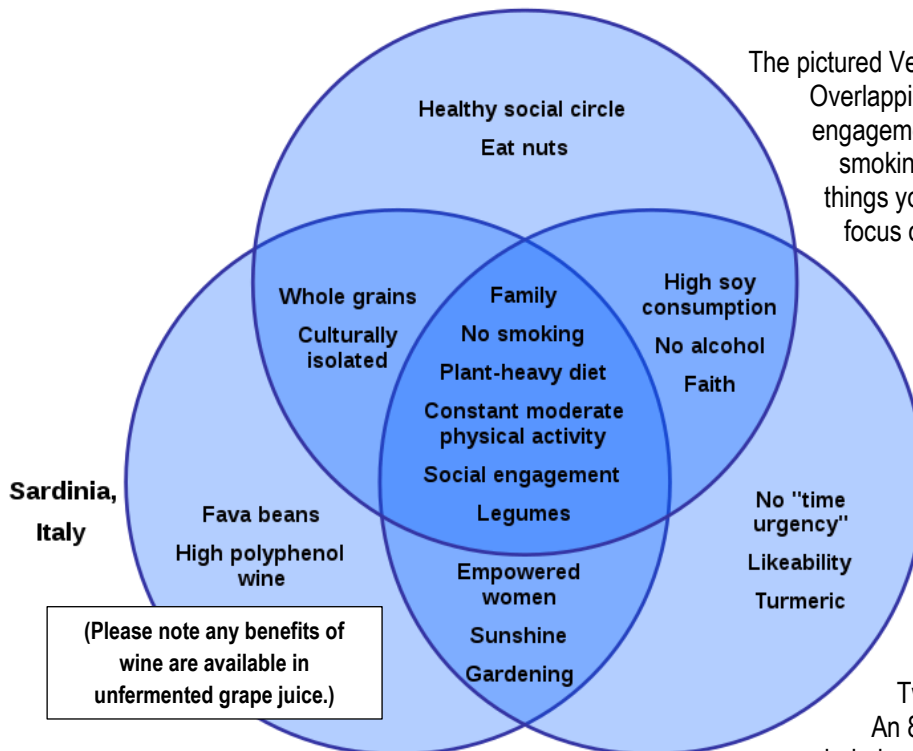 The pictured Ve
Overlappi
engagem
smokin
things yo
focus o
Healthy social circle
Eat nuts
Whole grains
Culturally
isolated
Family
No smoking
Plant-heavy diet
Constant moderate
physical activity
Social engagement
Legumes
High soy
consumption
No alcohol
Faith
Sardinia,
Italy
Fava beans
High polyphenol
wine
(Please note any benefits of
wine are available in
unfermented grape juice.)
Empowered
women
Sunshine
Gardening
No "time
urgency"
Likeability
Turmeric
An 8